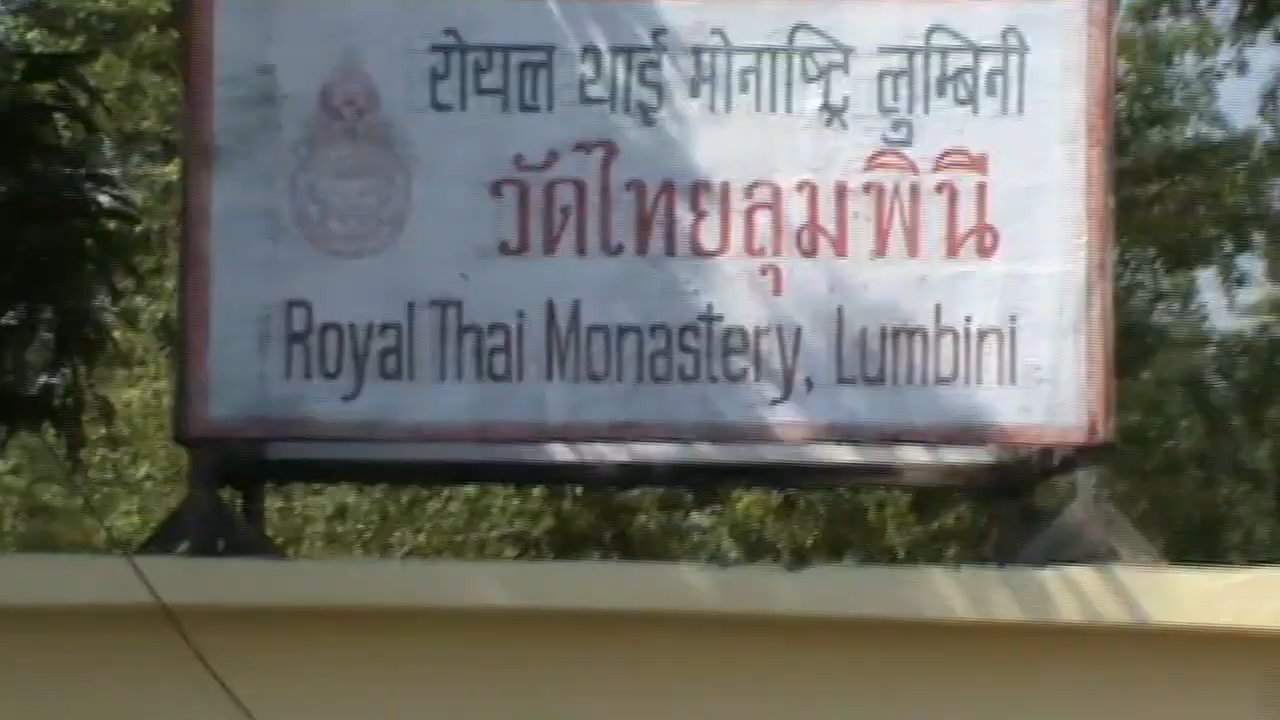 रोयल थाई मोनाष्ट्रि लुम्बिनी
วัดไทยลุมพินี
Royal Thai Monastery, Lumbini